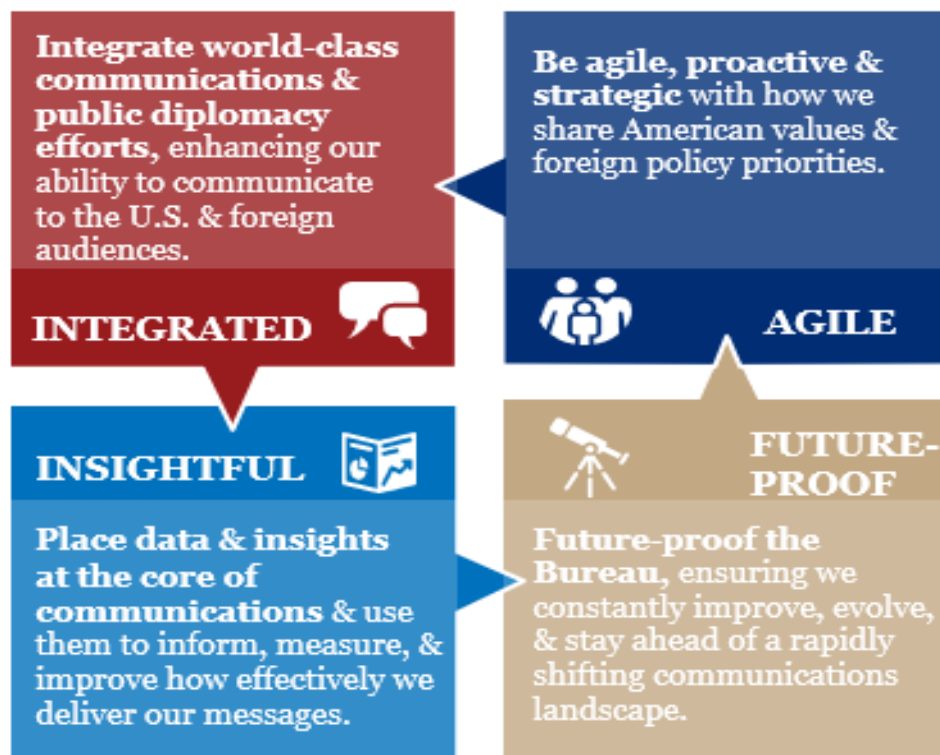 Integrate world-class
communications &
public diplomacy
efforts, enhancing our
ability to communicate
to the U.S. & foreign
audiences.
INTEGRATED
Be agile, proactive &
strategic with how we
share American values &
foreign policy priorities.
AGILE
INSIGHTFUL
Place data & insights
at the core of
communications & use
them to inform, measure, &
improve how effectively we
deliver our messages.
FUTURE-
PROOF
Future-proof the
Bureau, ensuring we
constantly improve, evolve,
& stay ahead of a rapidly
shifting communications
landscape.